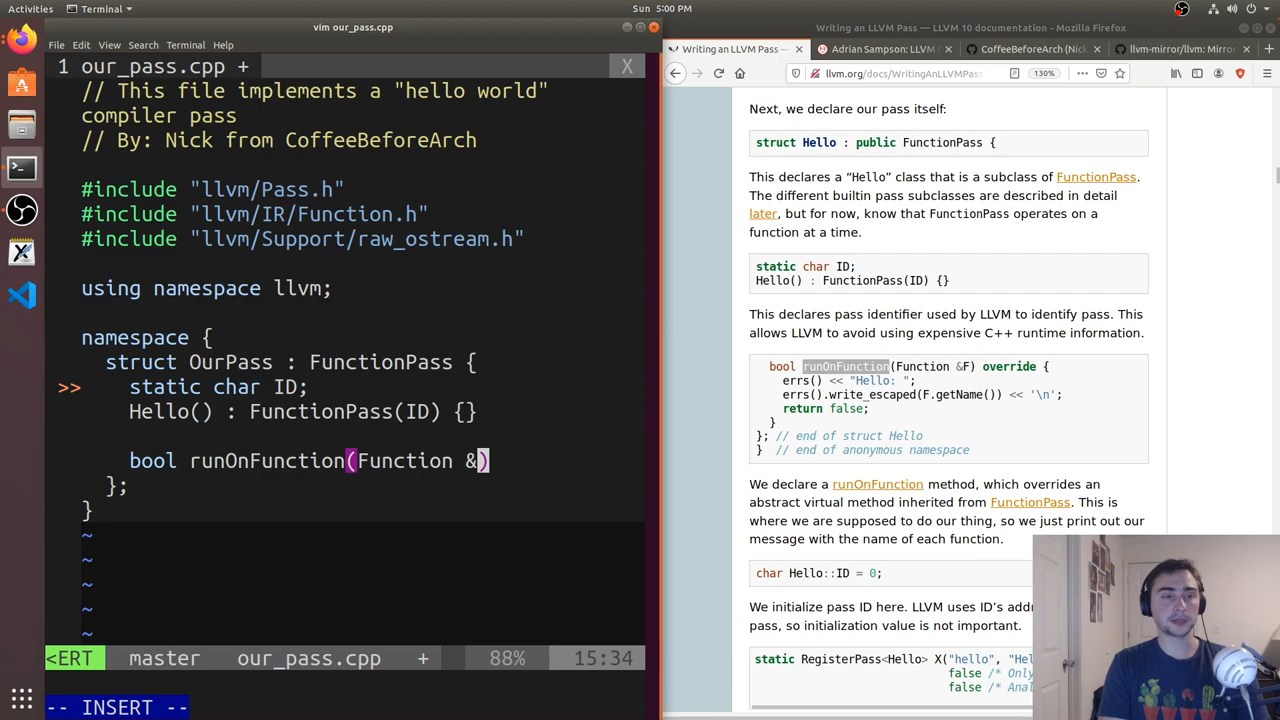 Activities
Terminal
Sun 5:00 PM
vim our_pass.cpp
File Edit View Search Terminal Help
1 our_pass.cpp + X
// This file implements a "hello world"
compiler pass
// By: Nick from CoffeeBeforeArch
#include "llvm/Pass.h"
#include "llvm/IR/Function.h"
#include "llvm/Support/raw_ostream.h"
using namespace llvm;
namespace {
struct OurPass : FunctionPass {
>> static char ID;
Hello() : FunctionPass(ID) {}
bool runOnFunction(Function &)
};
}
~
~
~
~
~
<ERT master our_pass.cpp + 88% 15:34
-- INSERT --
Writing an LLVM Pass — LLVM 10 documentation - Mozilla Firefox
Writing an LLVM Pass —
Adrian Sampson: LLVM
CoffeeBeforeArch (Nick
llvm-mirror/llvm: Mirror
llvm.org/docs/WritingAnLLVMPass
130%
Next, we declare our pass itself:
struct Hello : public FunctionPass {
This declares a “Hello” class that is a subclass of FunctionPass.
The different builtin pass subclasses are described in detail
later, but for now, know that FunctionPass operates on a
function at a time.
static char ID;
Hello() : FunctionPass(ID) {}
This declares pass identifier used by LLVM to identify pass. This
allows LLVM to avoid using expensive C++ runtime information.
bool runOnFunction(Function &F) override {
errs() << "Hello: ";
errs().write_escaped(F.getName()) << '\n';
return false;
}
}; // end of struct Hello
} // end of anonymous namespace
We declare a runOnFunction method, which overrides an
abstract virtual method inherited from FunctionPass. This is
where we are supposed to do our thing, so we just print out our
message with the name of each function.
char Hello::ID = 0;
We initialize pass ID here. LLVM uses ID’s
pass, so initialization value is not important.
static RegisterPass<Hello> X("hello",
false /*
false /*